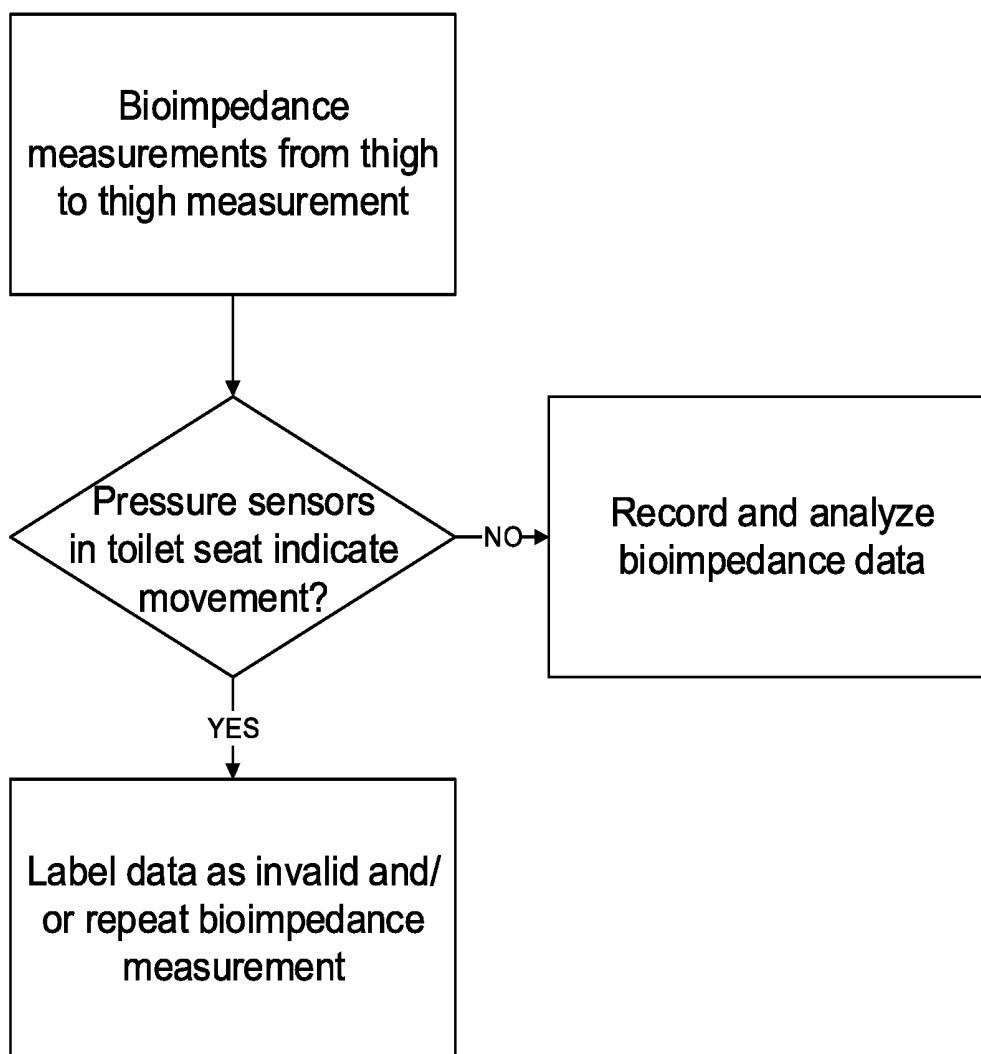 Bioimpedance
measurements from thigh
to thigh measurement
Pressure sensors
in toilet seat indicate
movement?
NO
Record and analyze
bioimpedance data
YES
Label data as invalid and/
or repeat bioimpedance
measurement